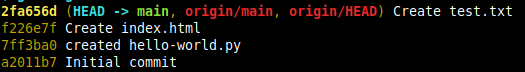 2fa656d (HEAD -> main, origin/main, origin/HEAD) Create test.txt
f226e7f Create index.html
7ff3ba0 created hello-world.py
a2011b7 Initial commit